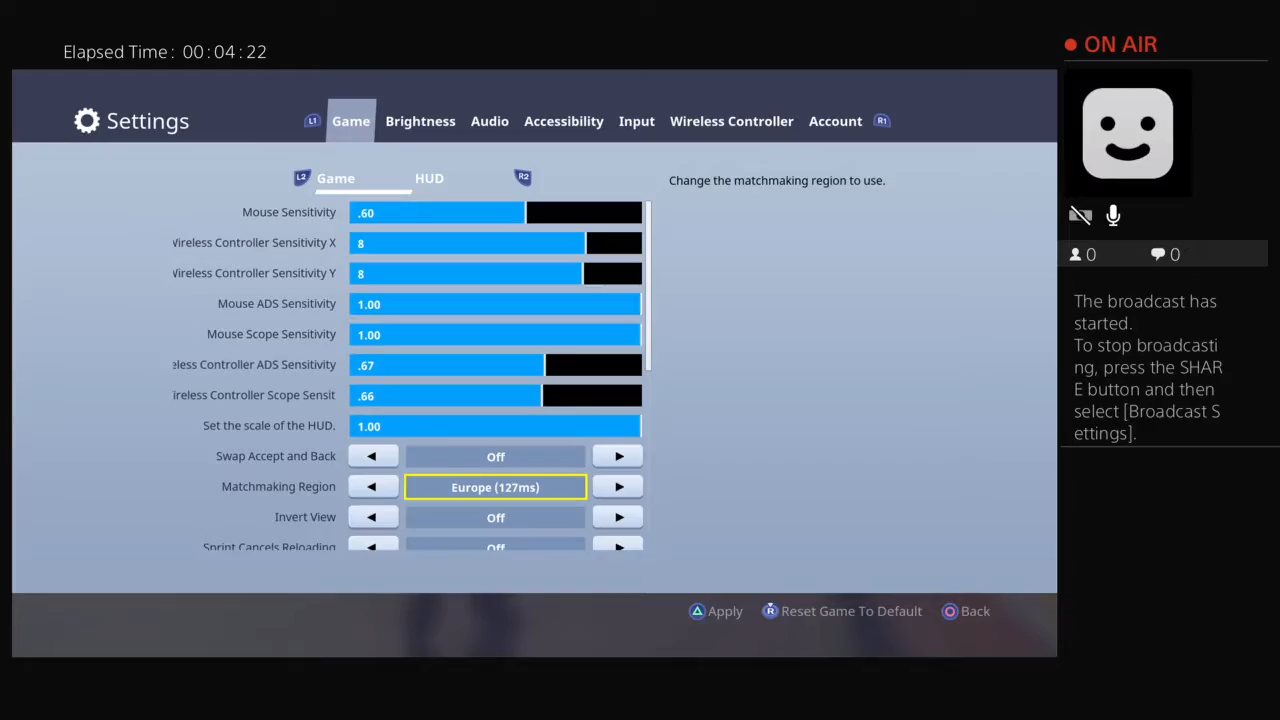 Elapsed Time: 00:04:22
ON AIR
Settings
L1 Game Brightness Audio Accessibility Input Wireless Controller Account R1
L2 Game HUD R2
Change the matchmaking region to use.
Mouse Sensitivity .60
Wireless Controller Sensitivity X 8
Wireless Controller Sensitivity Y 8
Mouse ADS Sensitivity 1.00
Mouse Scope Sensitivity 1.00
eless Controller ADS Sensitivity .67
ireless Controller Scope Sensit .66
Set the scale of the HUD. 1.00
Swap Accept and Back Off
Matchmaking Region Europe (127ms)
Invert View Off
Sprint Cancels Reloading Off
Apply R Reset Game To Default Back
0 0
The broadcast has
started.
To stop broadcasti
ng, press the SHAR
E button and then
select [Broadcast S
ettings].